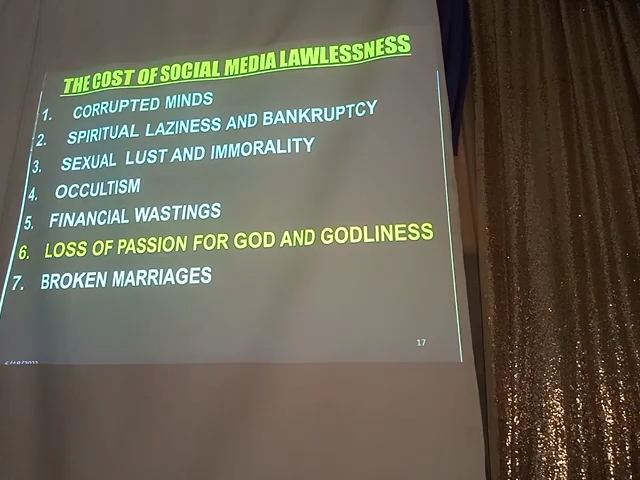 THE COST OF SOCIAL MEDIA LAWLESSNESS
1. CORRUPTED MINDS
2. SPIRITUAL LAZINESS AND BANKRUPTCY
3. SEXUAL LUST AND IMMORALITY
4. OCCULTISM
5. FINANCIAL WASTINGS
6. LOSS OF PASSION FOR GOD AND GODLINESS
7. BROKEN MARRIAGES
17